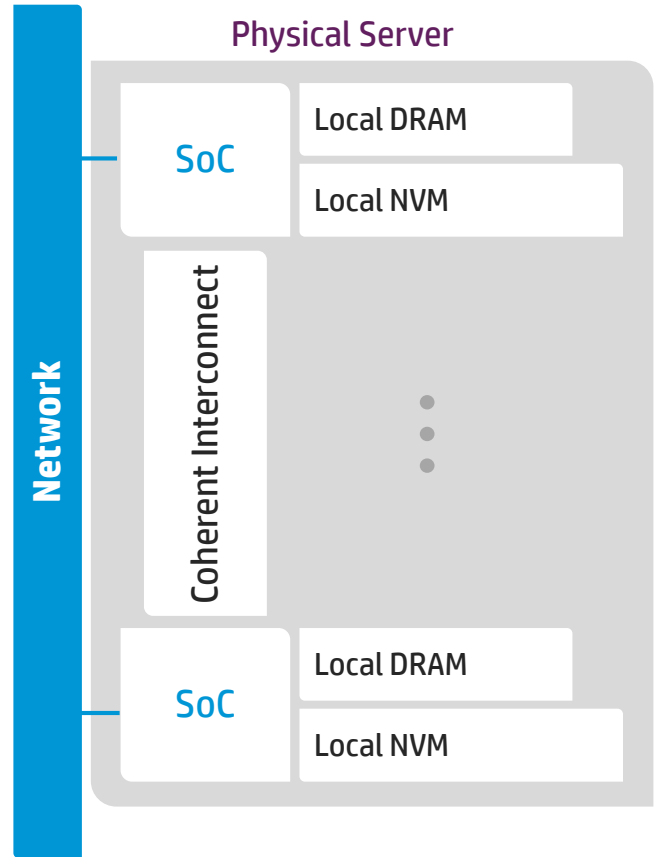 Physical Server
SoC
Local DRAM
Local NVM
Network
Coherent Interconnect
SoC
Local DRAM
Local NVM